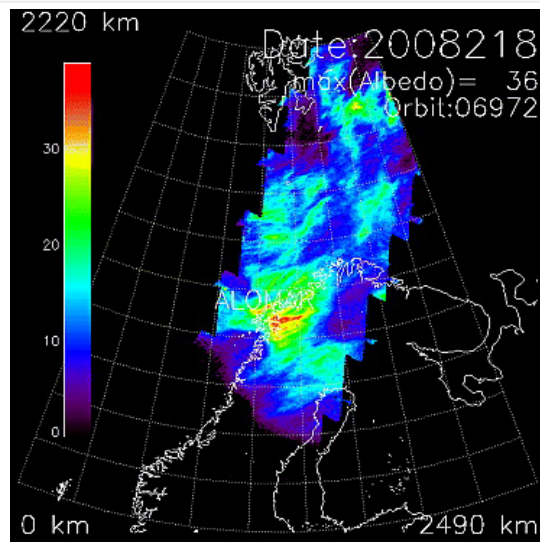 2220 km
Date:2008218
max(Albedo)= 36
Orbit:06972
30
20
ALOMAR
10
0
0 km
2490 km